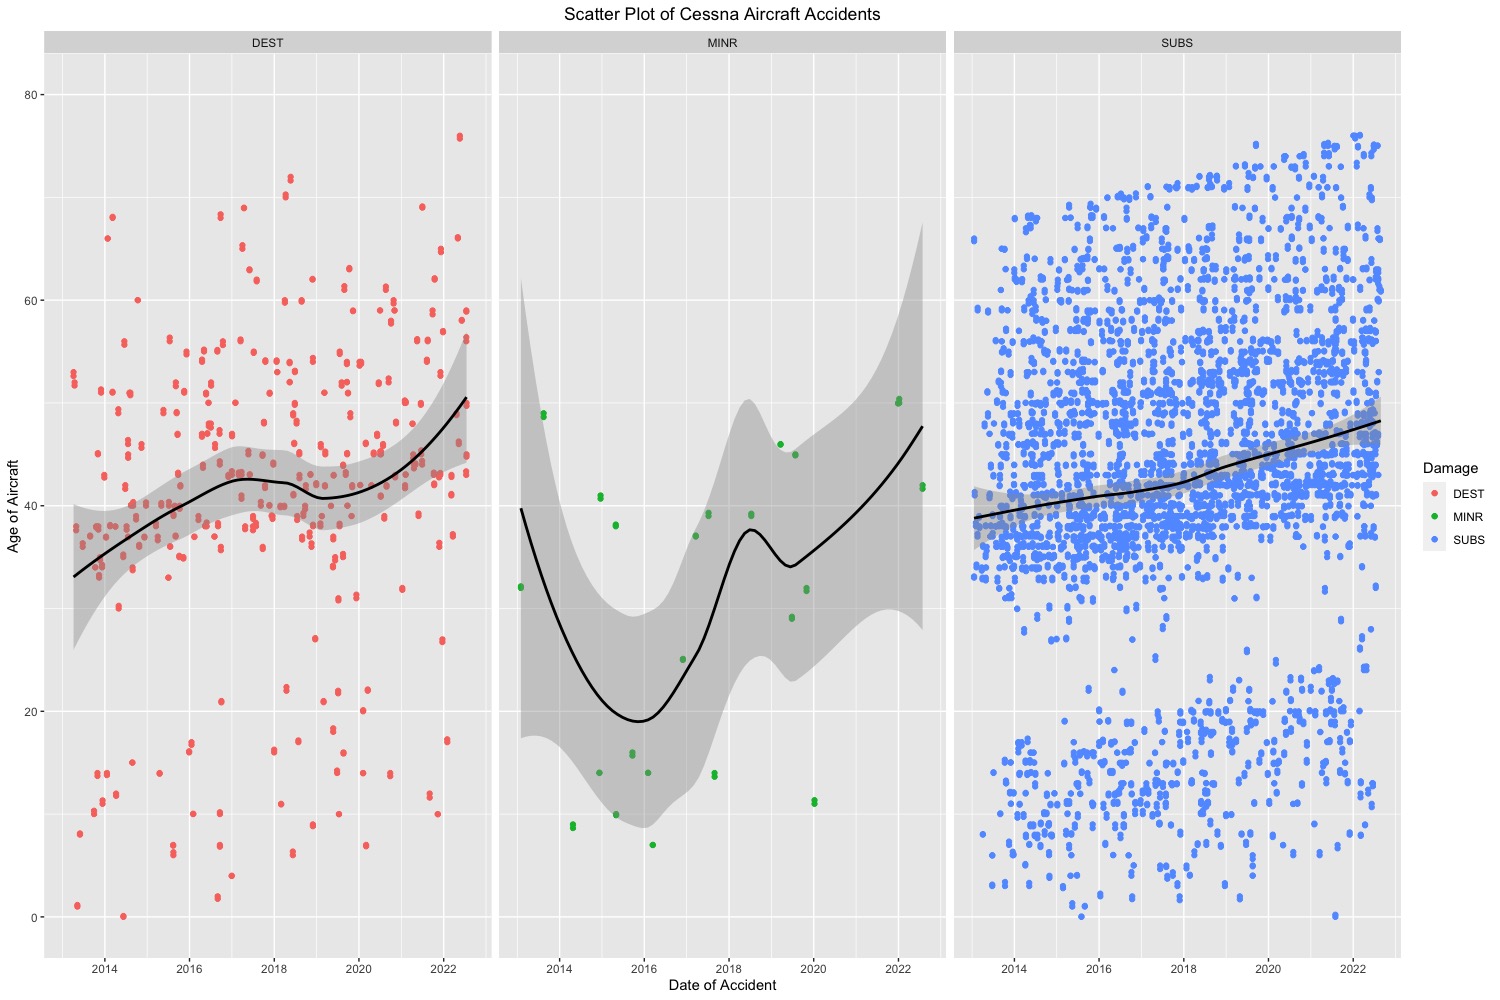 Scatter Plot of Cessna Aircraft Accidents
DEST
MINR
SUBS
80
60
40
20
0
Age of Aircraft
2014 2016 2018 2020 2022
2014 2016 2018 2020 2022
2014 2016 2018 2020 2022
Date of Accident
Damage
DEST
MINR
SUBS